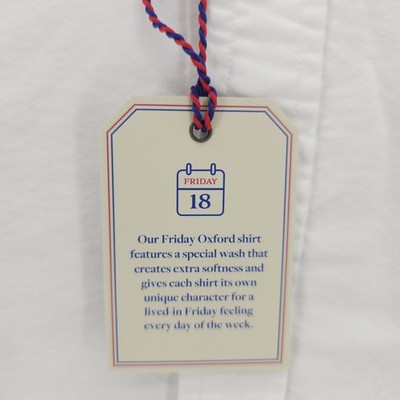 FRIDAY
18
Our Friday Oxford shirt
features a special wash that
creates extra softness and
gives each shirt its own
unique character for a
lived-in Friday feeling
every day of the week.